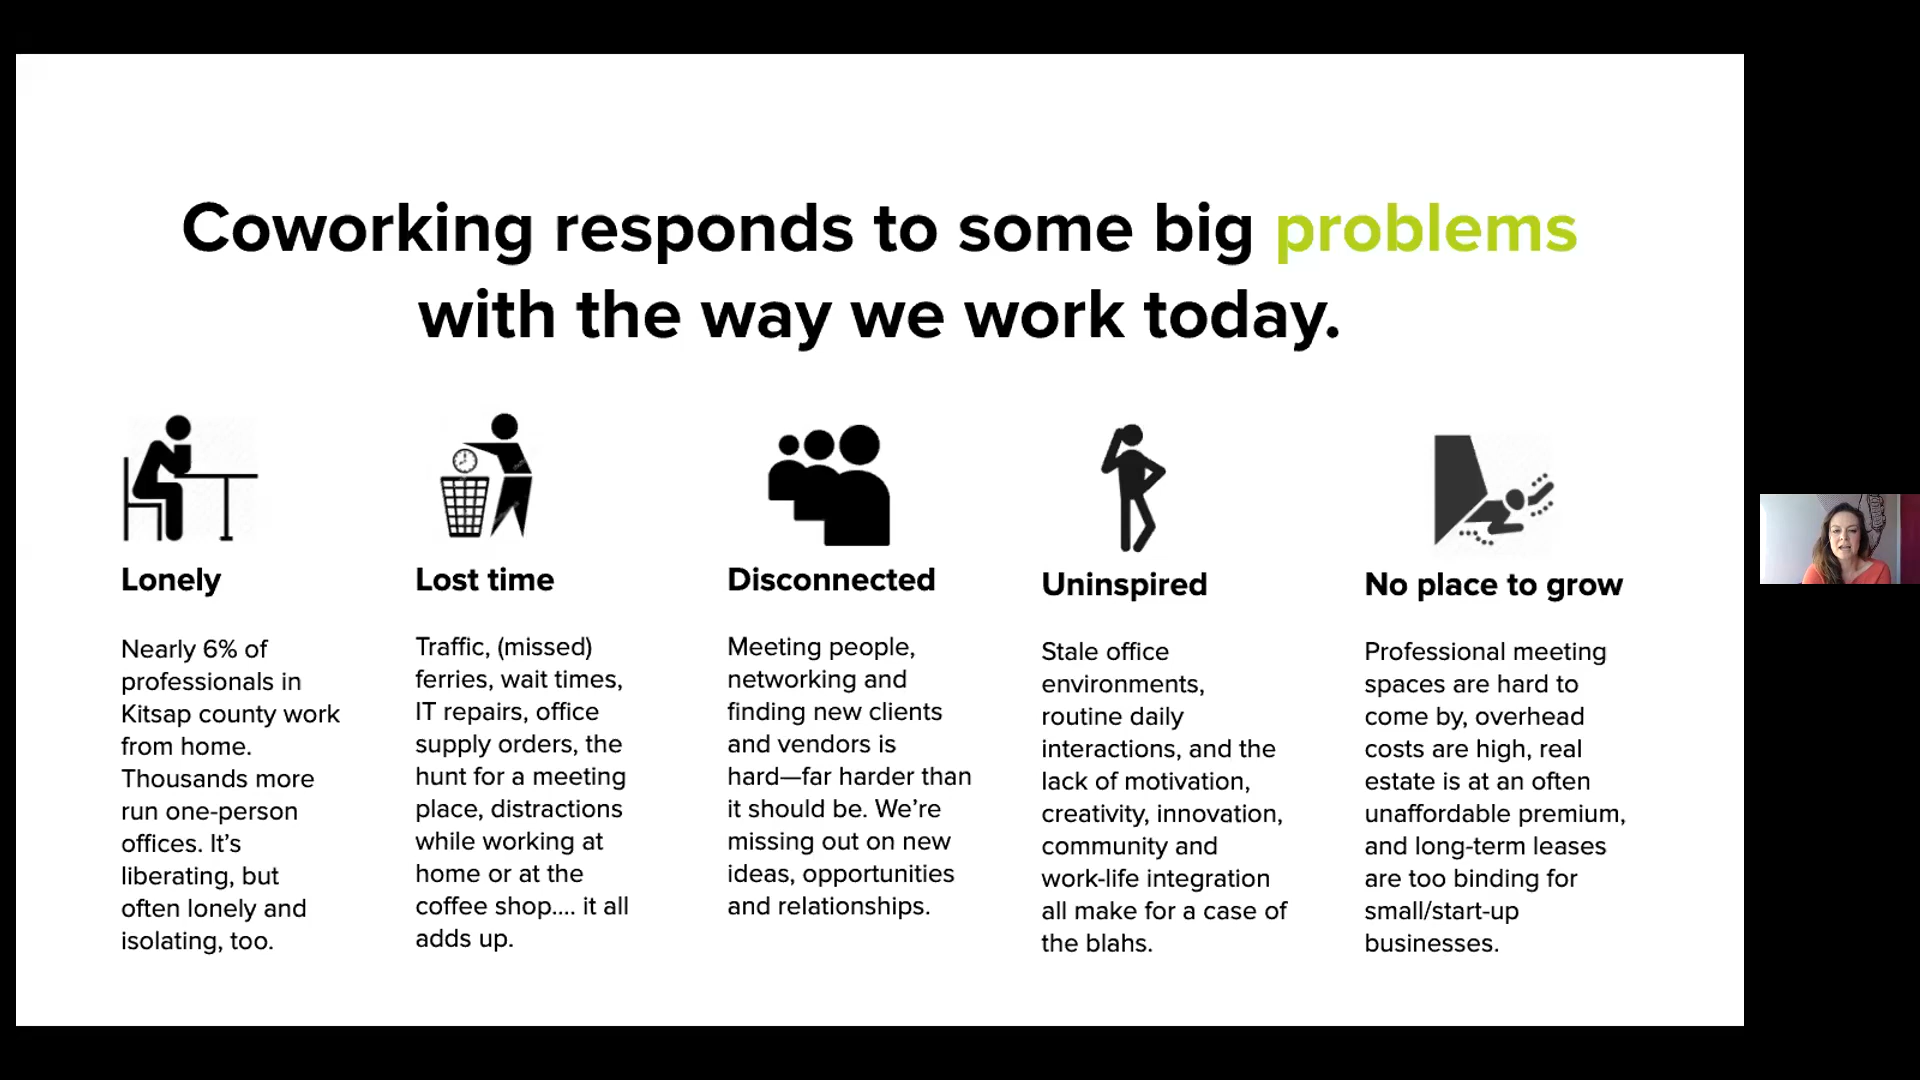 Coworking responds to some big problems
with the way we work today.
Lonely
Nearly 6% of
professionals in
Kitsap county work
from home.
Thousands more
run one-person
offices. It’s
liberating, but
often lonely and
isolating, too.
Lost time
Traffic, (missed)
ferries, wait times,
IT repairs, office
supply orders, the
hunt for a meeting
place, distractions
while working at
home or at the
coffee shop.... it all
adds up.
Disconnected
Meeting people,
networking and
finding new clients
and vendors is
hard—far harder than
it should be. We’re
missing out on new
ideas, opportunities
and relationships.
Uninspired
Stale office
environments,
routine daily
interactions, and the
lack of motivation,
creativity, innovation,
community and
work-life integration
all make for a case of
the blahs.
No place to grow
Professional meeting
spaces are hard to
come by, overhead
costs are high, real
estate is at an often
unaffordable premium,
and long-term leases
are too binding for
small/start-up
businesses.